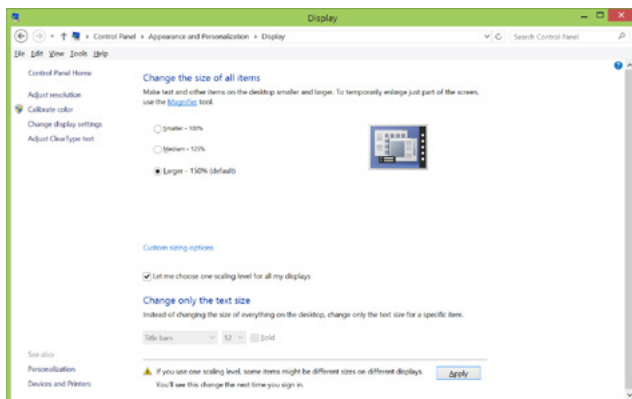 Display
Control Panel › Appearance and Personalization › Display
Search Control Panel
File Edit View Tools Help
Control Panel Home
Adjust resolution
Calibrate color
Change display settings
Adjust ClearType text
Change the size of all items
Make text and other items on the desktop smaller and larger. To temporarily enlarge just part of the screen,
use the Magnifier tool.
Smaller - 100%
Medium - 125%
Larger - 150% (default)
Custom sizing options
Let me choose one scaling level for all my displays
Change only the text size
Instead of changing the size of everything on the desktop, change only the text size for a specific item.
Title bars 12 Bold
See also
Personalization
Devices and Printers
If you use one scaling level, some items might be different sizes on different displays.
You'll see this change the next time you sign in.
Apply